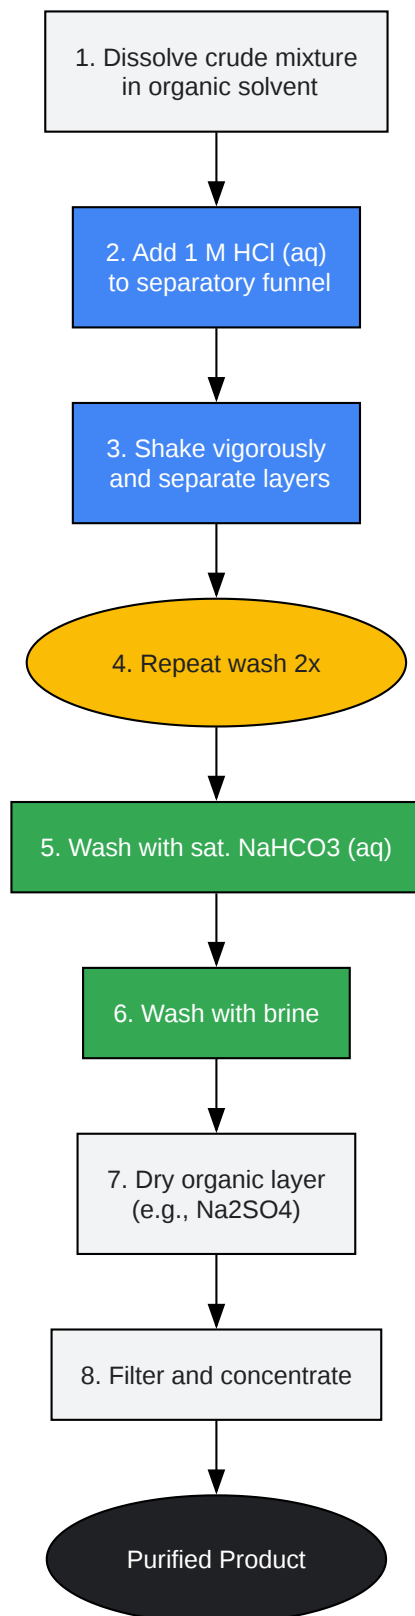 1. Dissolve crude mixture
in organic solvent
2. Add 1 M HCl (aq)
to separatory funnel
3. Shake vigorously
and separate layers
4. Repeat wash 2x
5. Wash with sat. NaHCO3 (aq)
6. Wash with brine
7. Dry organic layer
(e.g., Na2SO4)
8. Filter and concentrate
Purified Product